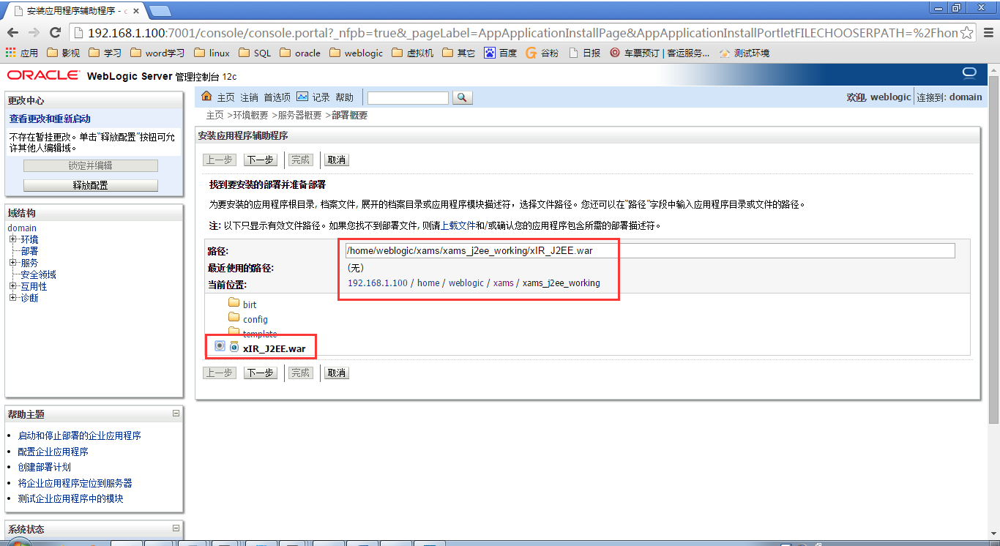 安装应用程序辅助程序 - c
192.168.1.100:7001/console/console.portal?_nfpb=true&_pageLabel=AppApplicationInstallPage&AppApplicationInstallPortletFILECHOOSERPATH=%2Fhon
应用 影视 学习 word学习 linux SQL oracle weblogic 虚拟机 其它 百度 谷粉 日报 车票预订 | 客运服务... 测试环境
ORACLE WebLogic Server 管理控制台 12c
更改中心
查看更改和重新启动
不存在暂挂更改。单击"释放配置"按钮可允
许其他人编辑域。
锁定并编辑
释放配置
域结构
domain
环境
部署
服务
安全领域
互用性
诊断
帮助主题
启动和停止部署的企业应用程序
配置企业应用程序
创建部署计划
将企业应用程序定位到服务器
测试企业应用程序中的模块
系统状态
主页 注销 首选项 记录 帮助
欢迎, weblogic 连接到: domain
主页 >环境概要 >服务器概要 >部署概要
安装应用程序辅助程序
上一步 下一步 完成 取消
找到要安装的部署并准备部署
为要安装的应用程序根目录, 档案文件, 展开的档案目录或应用程序模块描述符，选择文件路径。您还可以在"路径"字段中输入应用程序目录或文件的路径。
注: 以下只显示有效文件路径。如果您找不到部署文件, 则请上载文件和/或确认您的应用程序包含所需的部署描述符。
路径: /home/weblogic/xams/xams_j2ee_working/xIR_J2EE.war
最近使用的路径: (无)
当前位置: 192.168.1.100 / home / weblogic / xams / xams_j2ee_working
birt
config
template
xIR_J2EE.war
上一步 下一步 完成 取消